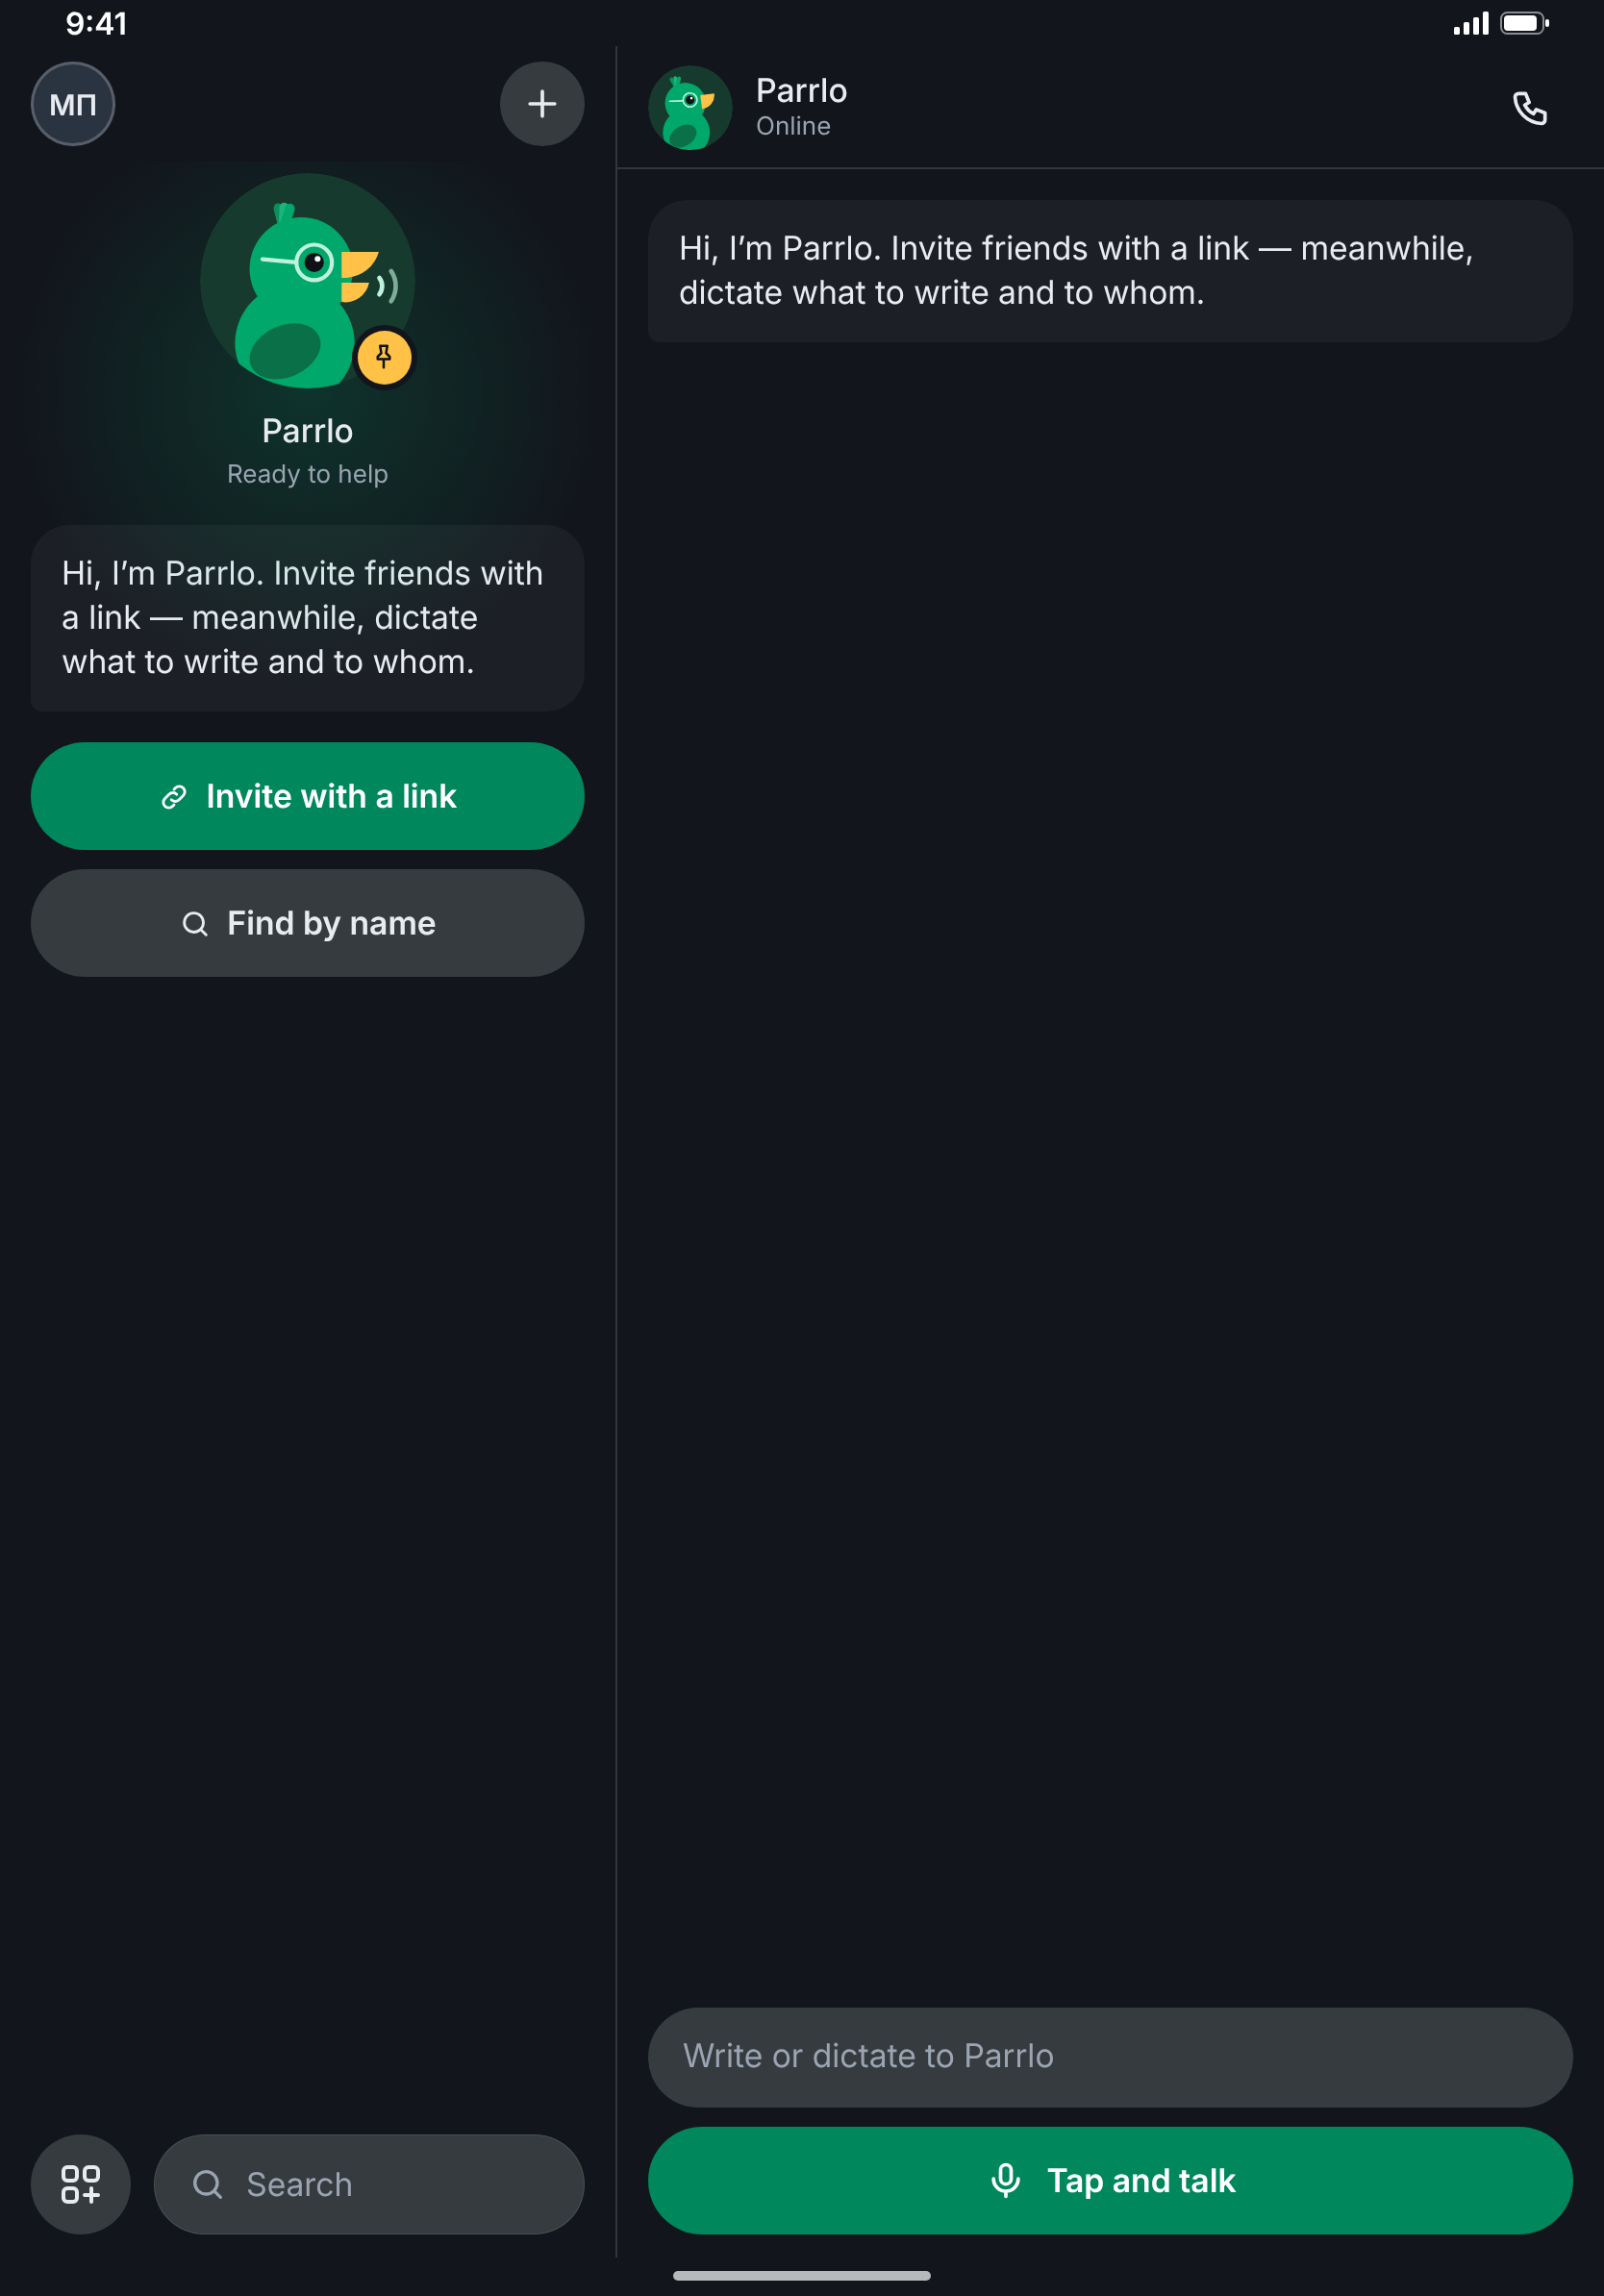 9:41
МП
Parrlo
Ready to help
Hi, I’m Parrlo. Invite friends with
a link — meanwhile, dictate
what to write and to whom.
Invite with a link
Find by name
Search
Parrlo
Online
Hi, I’m Parrlo. Invite friends with a link — meanwhile,
dictate what to write and to whom.
Write or dictate to Parrlo
Tap and talk